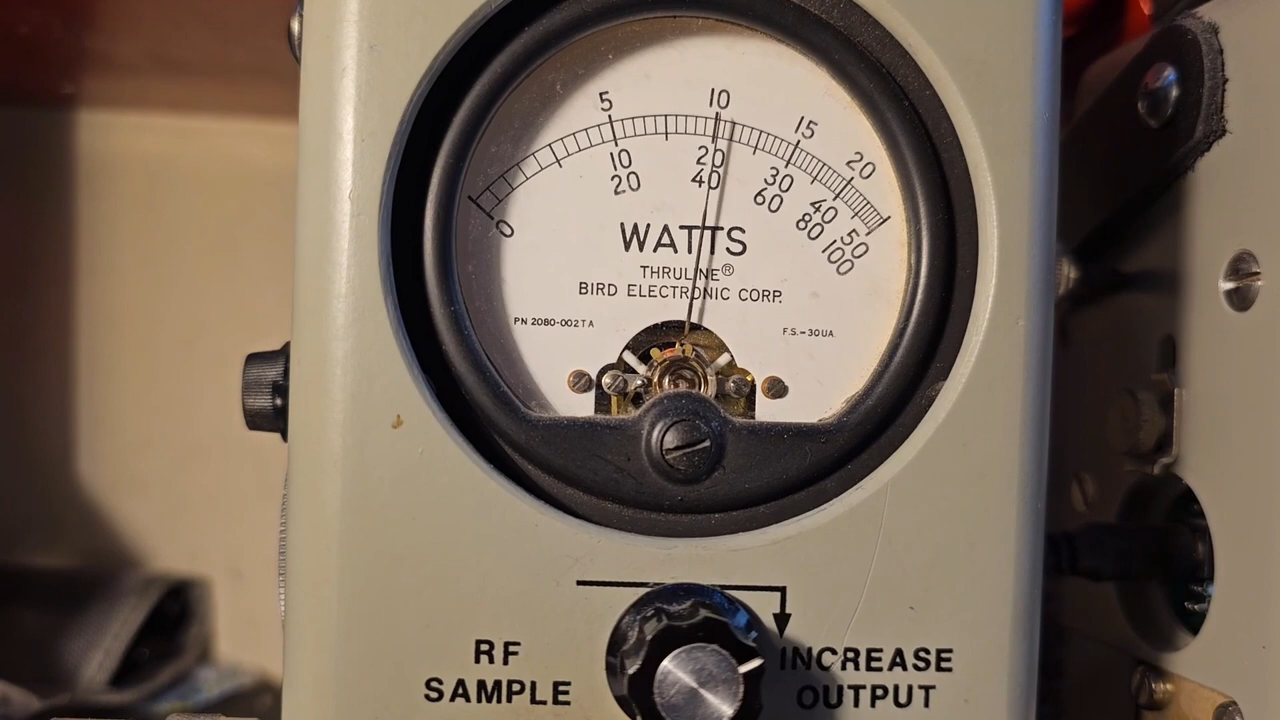 5 10 15 20
0 10 20 30 40 50
20 40 60 80 100
WATTS
THRULINE®
BIRD ELECTRONIC CORP.
PN 2080-002TA
F.S.=30UA.
RF
SAMPLE
INCREASE
OUTPUT